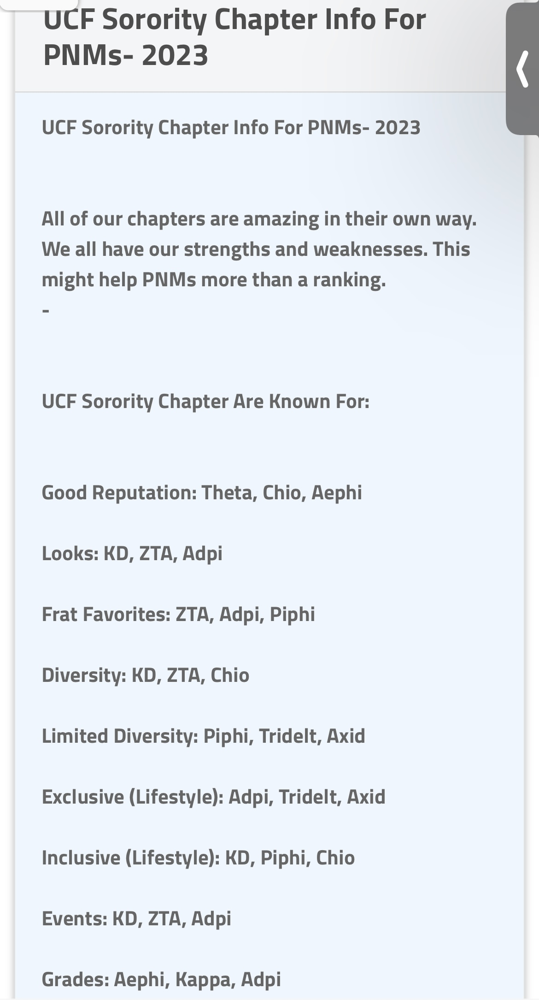 UCF Sorority Chapter Info For
PNMs- 2023
UCF Sorority Chapter Info For PNMs- 2023
All of our chapters are amazing in their own way.
We all have our strengths and weaknesses. This
might help PNMs more than a ranking.
-
UCF Sorority Chapter Are Known For:
Good Reputation: Theta, Chio, Aephi
Looks: KD, ZTA, Adpi
Frat Favorites: ZTA, Adpi, Piphi
Diversity: KD, ZTA, Chio
Limited Diversity: Piphi, Tridelt, Axid
Exclusive (Lifestyle): Adpi, Tridelt, Axid
Inclusive (Lifestyle): KD, Piphi, Chio
Events: KD, ZTA, Adpi
Grades: Aephi, Kappa, Adpi